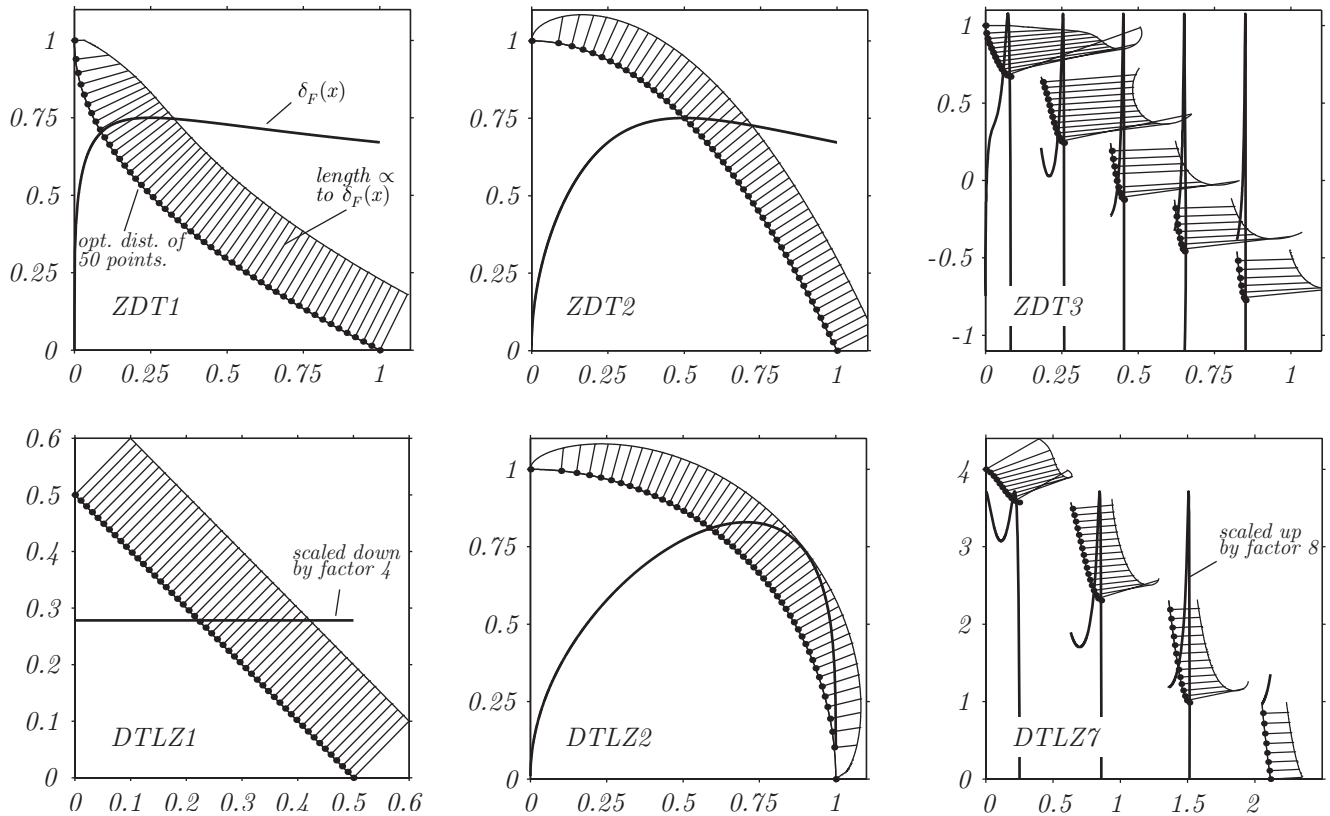 1
0.75
0.5
0.25
0
δ_F(x)
length ∝
to δ_F(x)
opt. dist. of
50 points.
ZDT1
0 0.25 0.5 0.75 1
1
0.75
0.5
0.25
0
ZDT2
0 0.25 0.5 0.75 1
1
0.5
0
-0.5
-1
ZDT3
0 0.25 0.5 0.75 1
0.6
0.5
0.4
0.3
0.2
0.1
0
scaled down
by factor 4
DTLZ1
0 0.1 0.2 0.3 0.4 0.5 0.6
1
0.75
0.5
0.25
0
DTLZ2
0 0.25 0.5 0.75 1
4
3
2
1
0
scaled up
by factor 8
DTLZ7
0 0.5 1 1.5 2